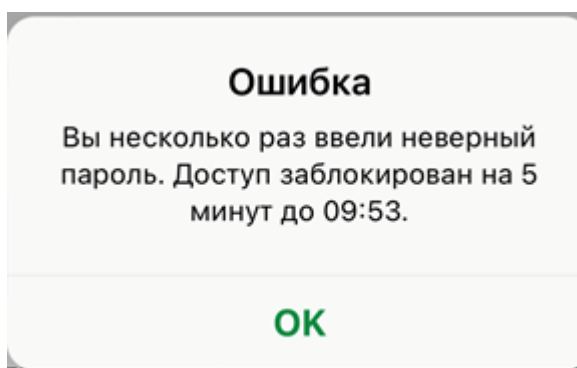 Ошибка
Вы несколько раз ввели неверный
пароль. Доступ заблокирован на 5
минут до 09:53.
OK